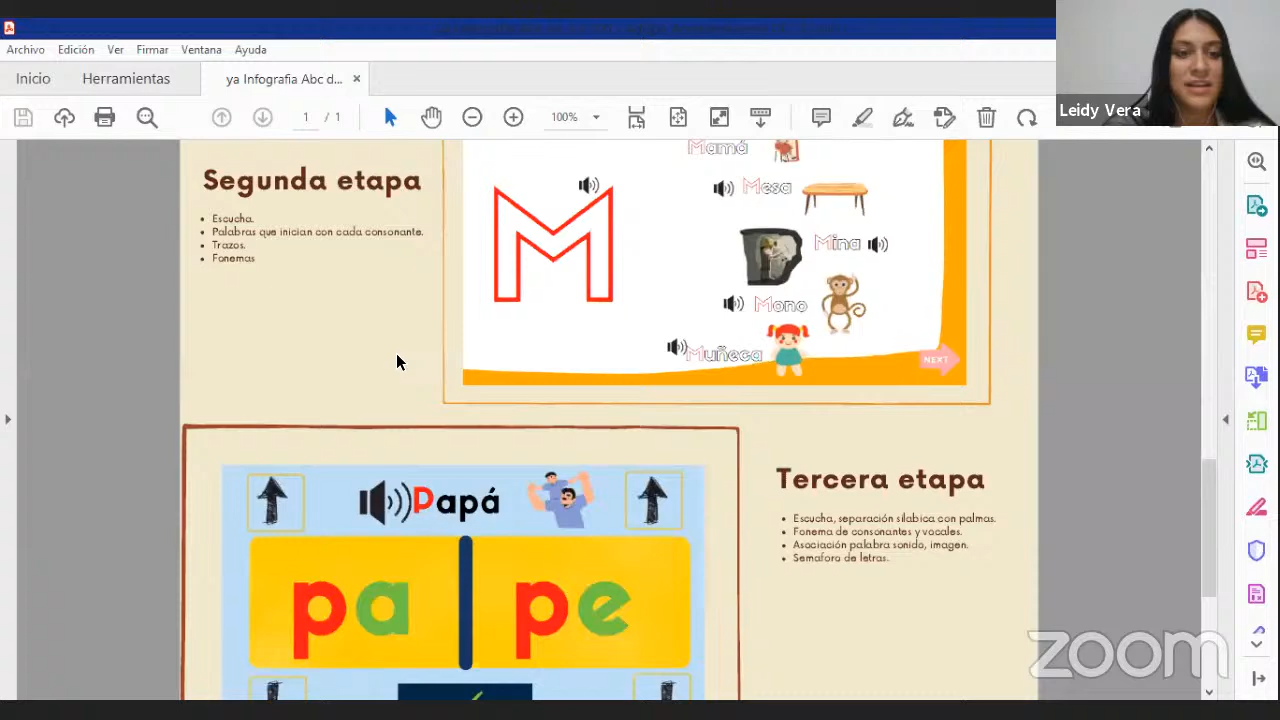 Archivo Edición Ver Firmar Ventana Ayuda
Inicio Herramientas ya Infografia Abc d... ×
1 / 1 100%
Leidy Vera
Segunda etapa
Escucha.
Palabras que inician con cada consonante.
Trazos.
Fonemas
M
Mamá
Mesa
Mina
Mono
Muñeca
NEXT
Papá
pa pe
Tercera etapa
Escucha, separación sílabica con palmas.
Fonema de consonantes y vocales.
Asociación palabra sonido, imagen.
Semaforo de letras.
zoom